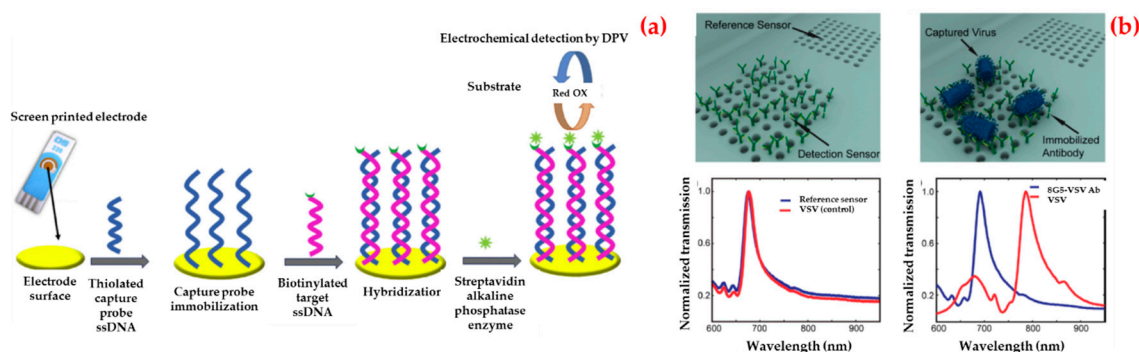 (a)
Electrochemical detection by DPV
Substrate
Red OX
Screen printed electrode
Electrode
surface
Thiolated
capture
probe
ssDNA
Capture probe
immobilization
Biotinylated
target
ssDNA
Hybridization
Streptavidin
alkaline
phosphatase
enzyme
(b)
Reference Sensor
Detection Sensor
Captured Virus
Immobilized
Antibody
Normalized transmission
1.0
0.6
0.2
600 700 800 900
Wavelength (nm)
Reference sensor
VSV (control)
Normalized transmission
1.0
0.6
0.2
600 700 800 900
Wavelength (nm)
8G5-VSV Ab
VSV